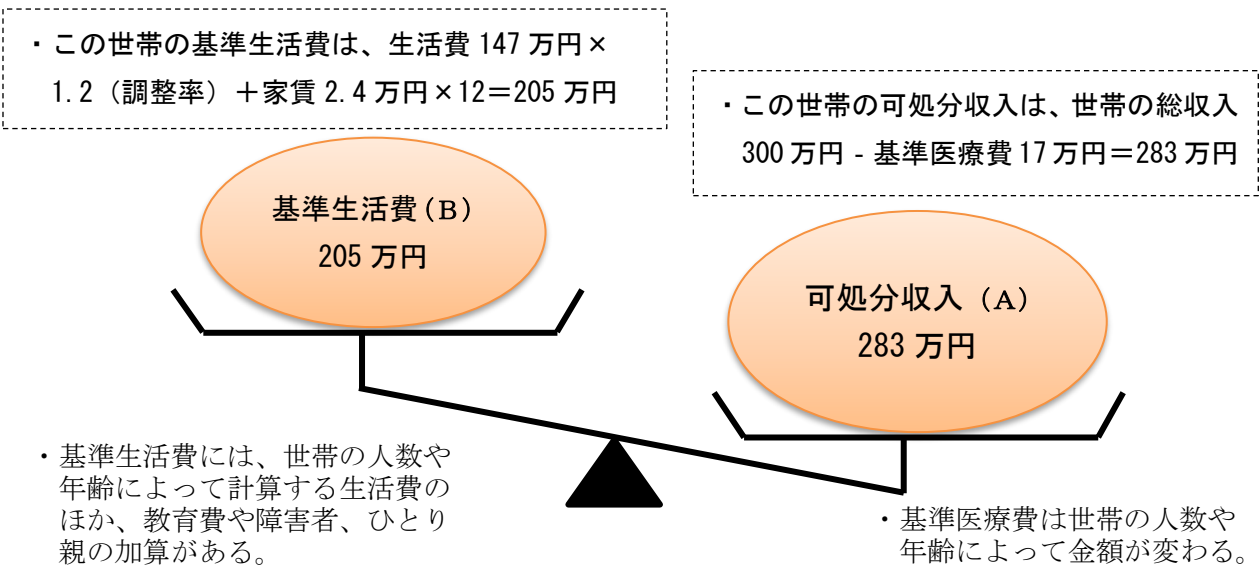 ・この世帯の基準生活費は、生活費 147 万円×
1.2（調整率）＋家賃 2.4 万円×12＝205 万円
・この世帯の可処分収入は、世帯の総収入
300 万円 - 基準医療費 17 万円＝283 万円
基準生活費(B)
205 万円
可処分収入（A）
283 万円
・基準生活費には、世帯の人数や
年齢によって計算する生活費の
ほか、教育費や障害者、ひとり
親の加算がある。
・基準医療費は世帯の人数や
年齢によって金額が変わる。